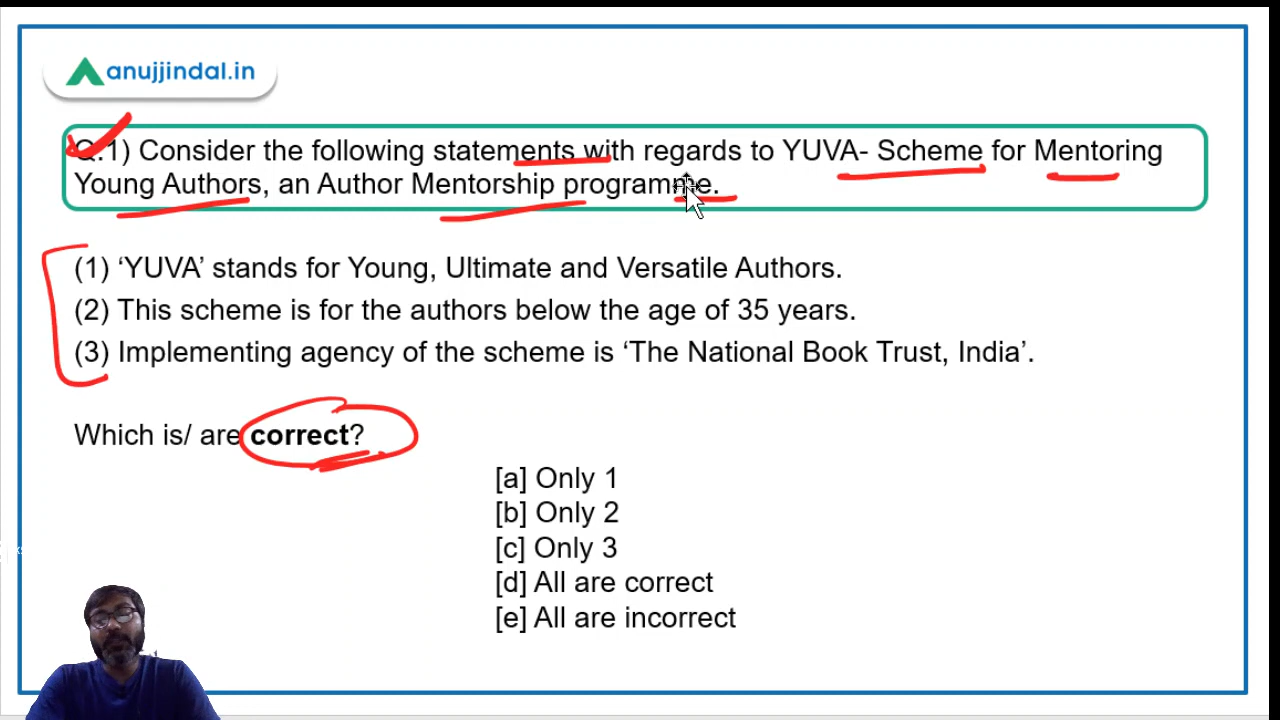 anujjindal.in
Q.1) Consider the following statements with regards to YUVA- Scheme for Mentoring
Young Authors, an Author Mentorship programme.
(1) ‘YUVA’ stands for Young, Ultimate and Versatile Authors.
(2) This scheme is for the authors below the age of 35 years.
(3) Implementing agency of the scheme is ‘The National Book Trust, India’.
Which is/ are correct?
[a] Only 1
[b] Only 2
[c] Only 3
[d] All are correct
[e] All are incorrect